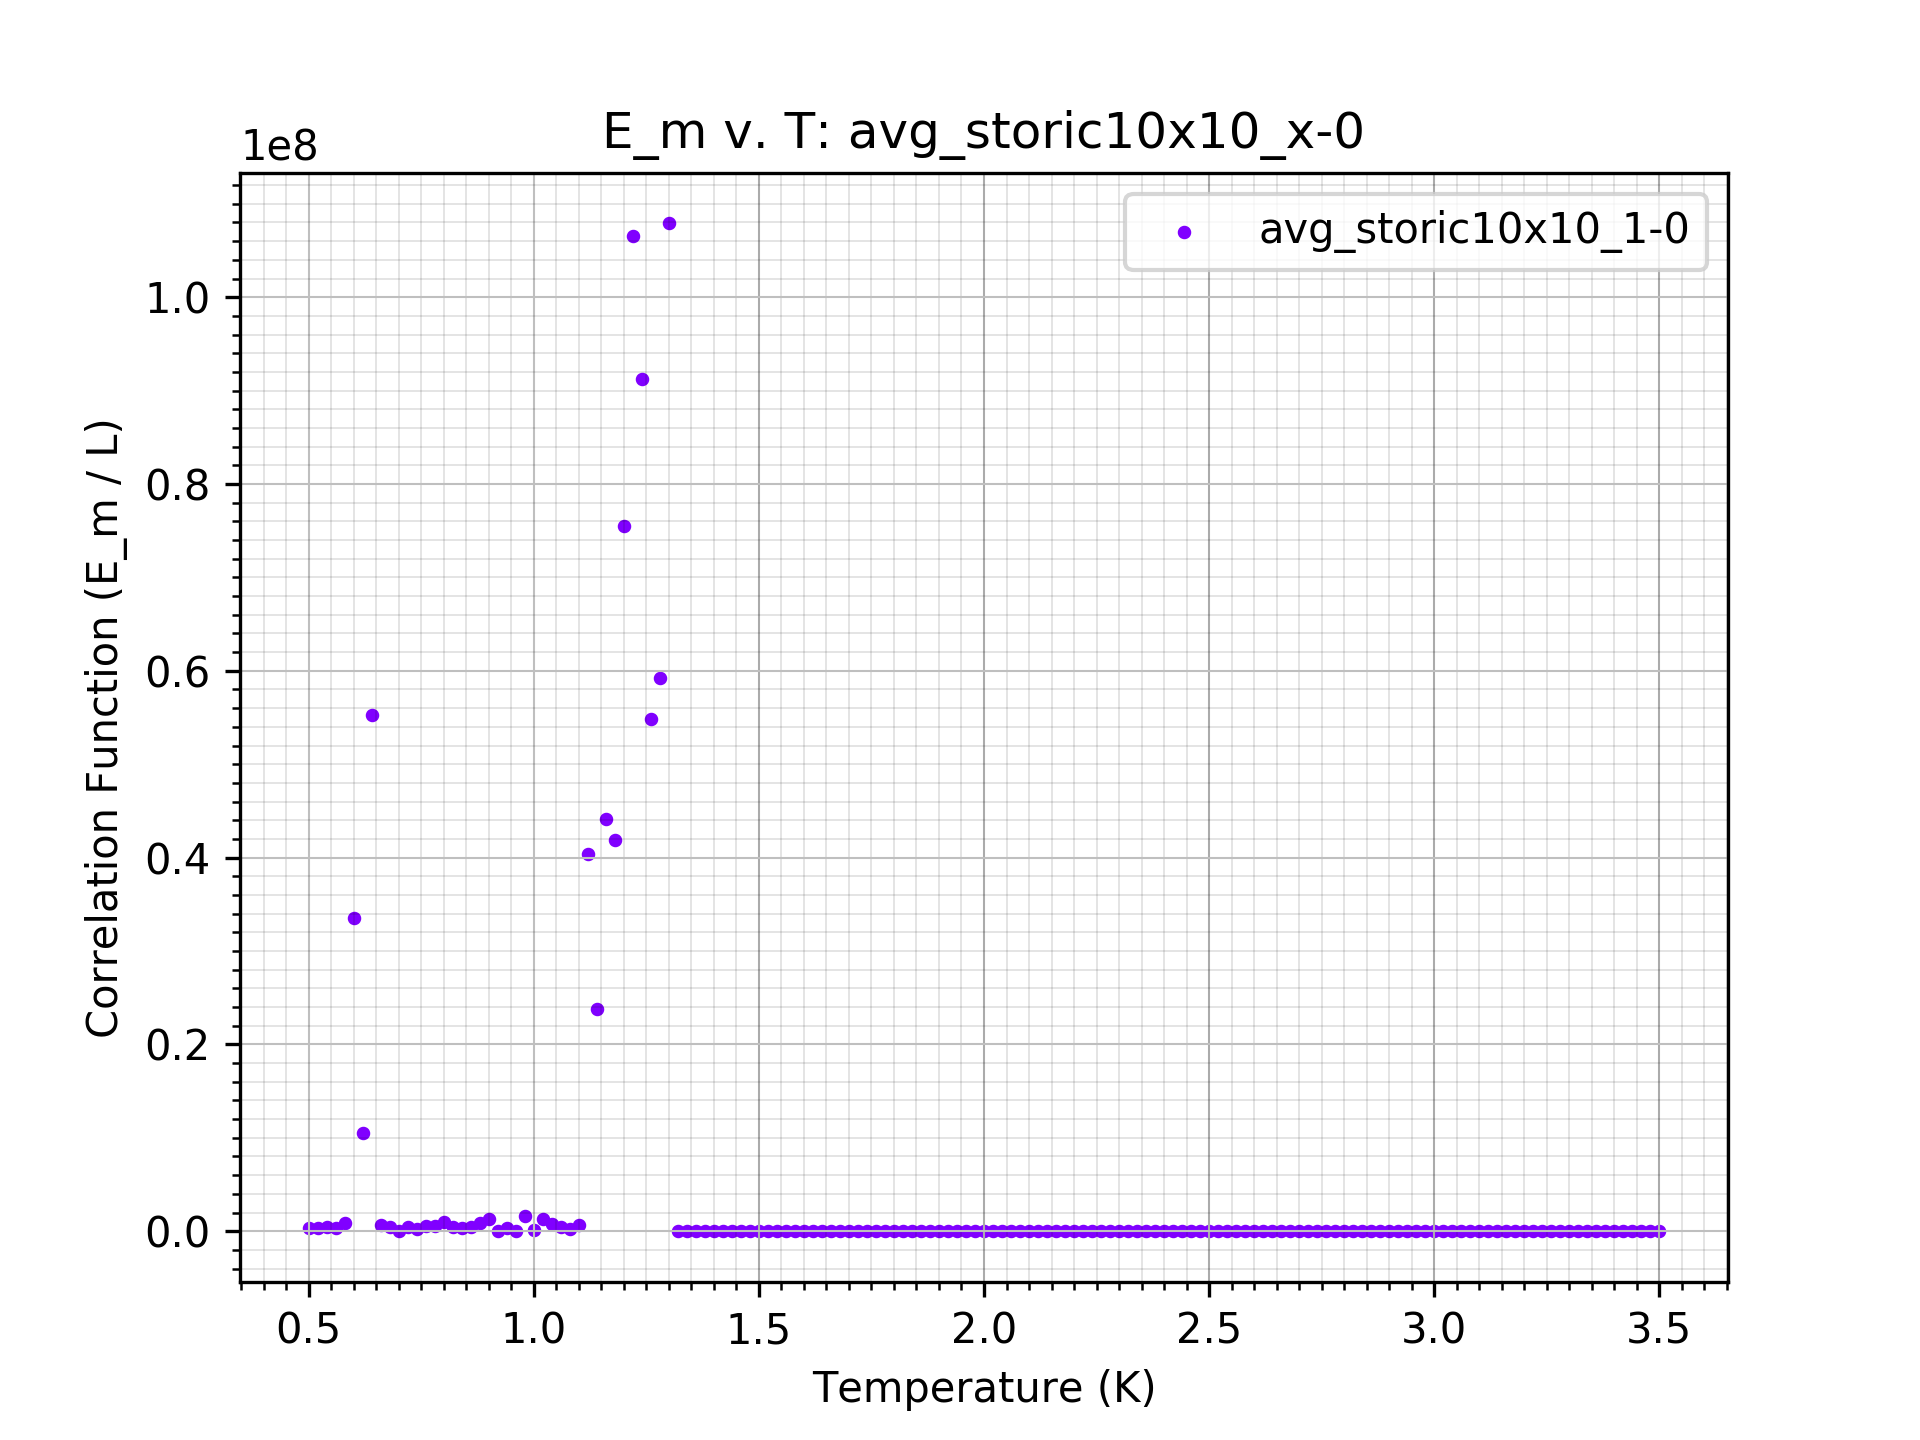 E_m v. T: avg_storic10x10_x-0
1e8
avg_storic10x10_1-0
1.0
0.8
0.6
0.4
0.2
0.0
Correlation Function (E_m / L)
0.5 1.0 1.5 2.0 2.5 3.0 3.5
Temperature (K)